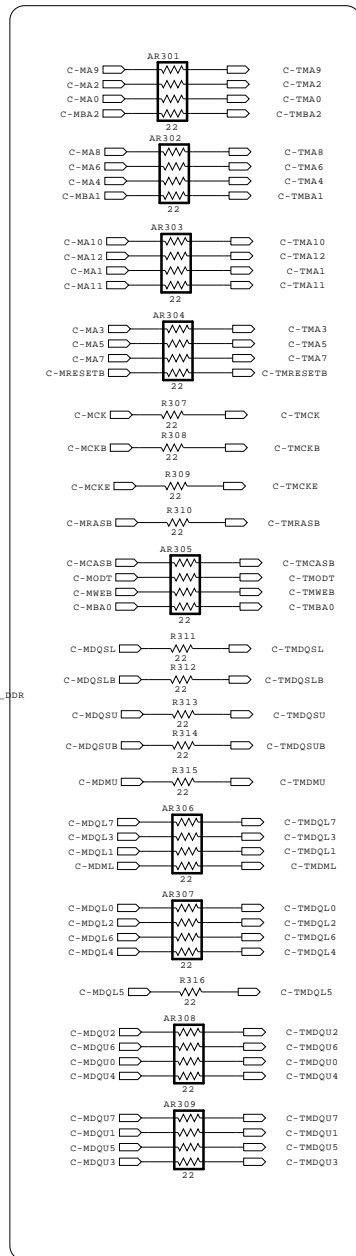 AR301
C-MA9 C-TMA9
C-MA2 C-TMA2
C-MA0 C-TMA0
C-MBA2 C-TMBA2
22
AR302
C-MA8 C-TMA8
C-MA6 C-TMA6
C-MA4 C-TMA4
C-MBA1 C-TMBA1
22
AR303
C-MA10 C-TMA10
C-MA12 C-TMA12
C-MA1 C-TMA1
C-MA11 C-TMA11
22
AR304
C-MA3 C-TMA3
C-MA5 C-TMA5
C-MA7 C-TMA7
C-MRESETB C-TMRESETB
22
R307
C-MCK C-TMCK
22
R308
C-MCKB C-TMCKB
22
R309
C-MCKE C-TMCKE
22
R310
C-MRASB C-TMRASB
22
AR305
C-MCASB C-TMCASB
C-MODT C-TMODT
C-MWEB C-TMWEB
C-MBA0 C-TMBA0
22
R311
C-MDQSL C-TMDQSL
22
R312
C-MDQSLB C-TMDQSLB
22
_DDR
R313
C-MDQSU C-TMDQSU
22
R314
C-MDQSUB C-TMDQSUB
22
R315
C-MDMU C-TMDMU
22
AR306
C-MDQL7 C-TMDQL7
C-MDQL3 C-TMDQL3
C-MDQL1 C-TMDQL1
C-MDML C-TMDML
22
AR307
C-MDQL0 C-TMDQL0
C-MDQL2 C-TMDQL2
C-MDQL6 C-TMDQL6
C-MDQL4 C-TMDQL4
22
R316
C-MDQL5 C-TMDQL5
22
AR308
C-MDQU2 C-TMDQU2
C-MDQU6 C-TMDQU6
C-MDQU0 C-TMDQU0
C-MDQU4 C-TMDQU4
22
AR309
C-MDQU7 C-TMDQU7
C-MDQU1 C-TMDQU1
C-MDQU5 C-TMDQU5
C-MDQU3 C-TMDQU3
22